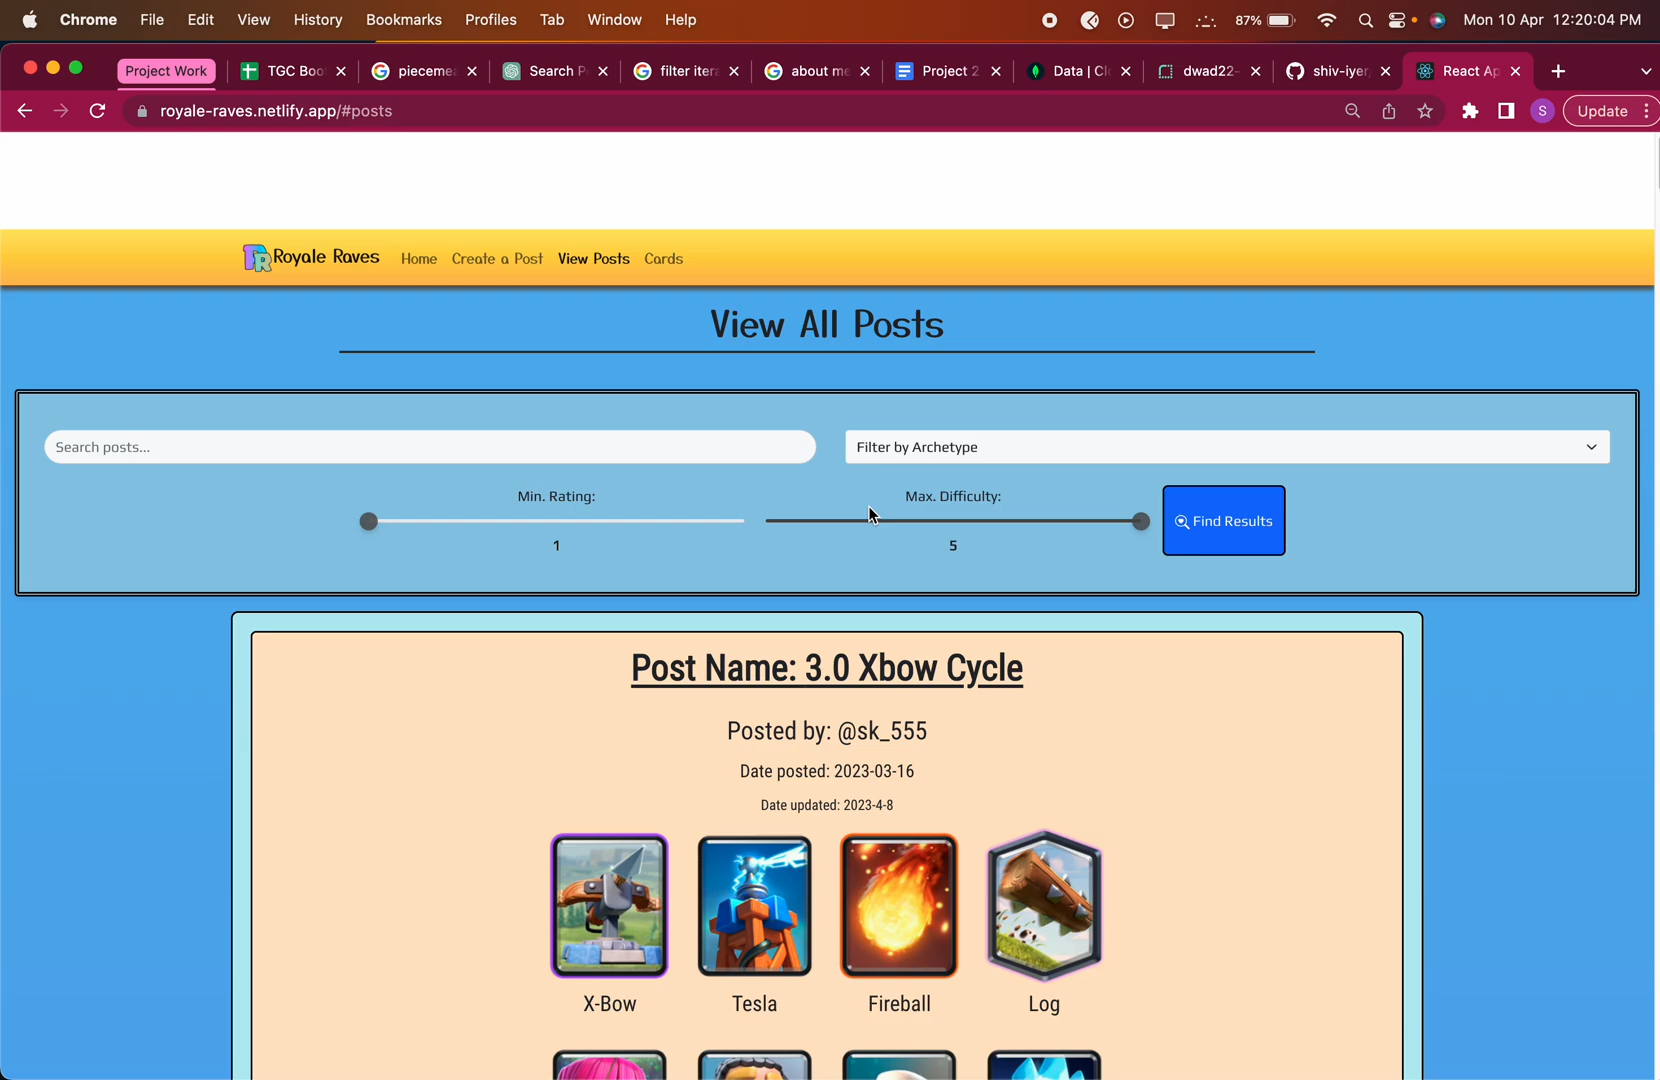 Chrome File Edit View History Bookmarks Profiles Tab Window Help 87% Mon 10 Apr 12:20:04 PM
Project Work TGC Boo piecemea Search P filter itera about me Project 2 Data | Cl dwad22- shiv-iyer React Ap
royale-raves.netlify.app/#posts S Update
Royale Raves Home Create a Post View Posts Cards
View All Posts
Search posts... Filter by Archetype
Min. Rating: Max. Difficulty:
Find Results
1 5
Post Name: 3.0 Xbow Cycle
Posted by: @sk_555
Date posted: 2023-03-16
Date updated: 2023-4-8
X-Bow Tesla Fireball Log